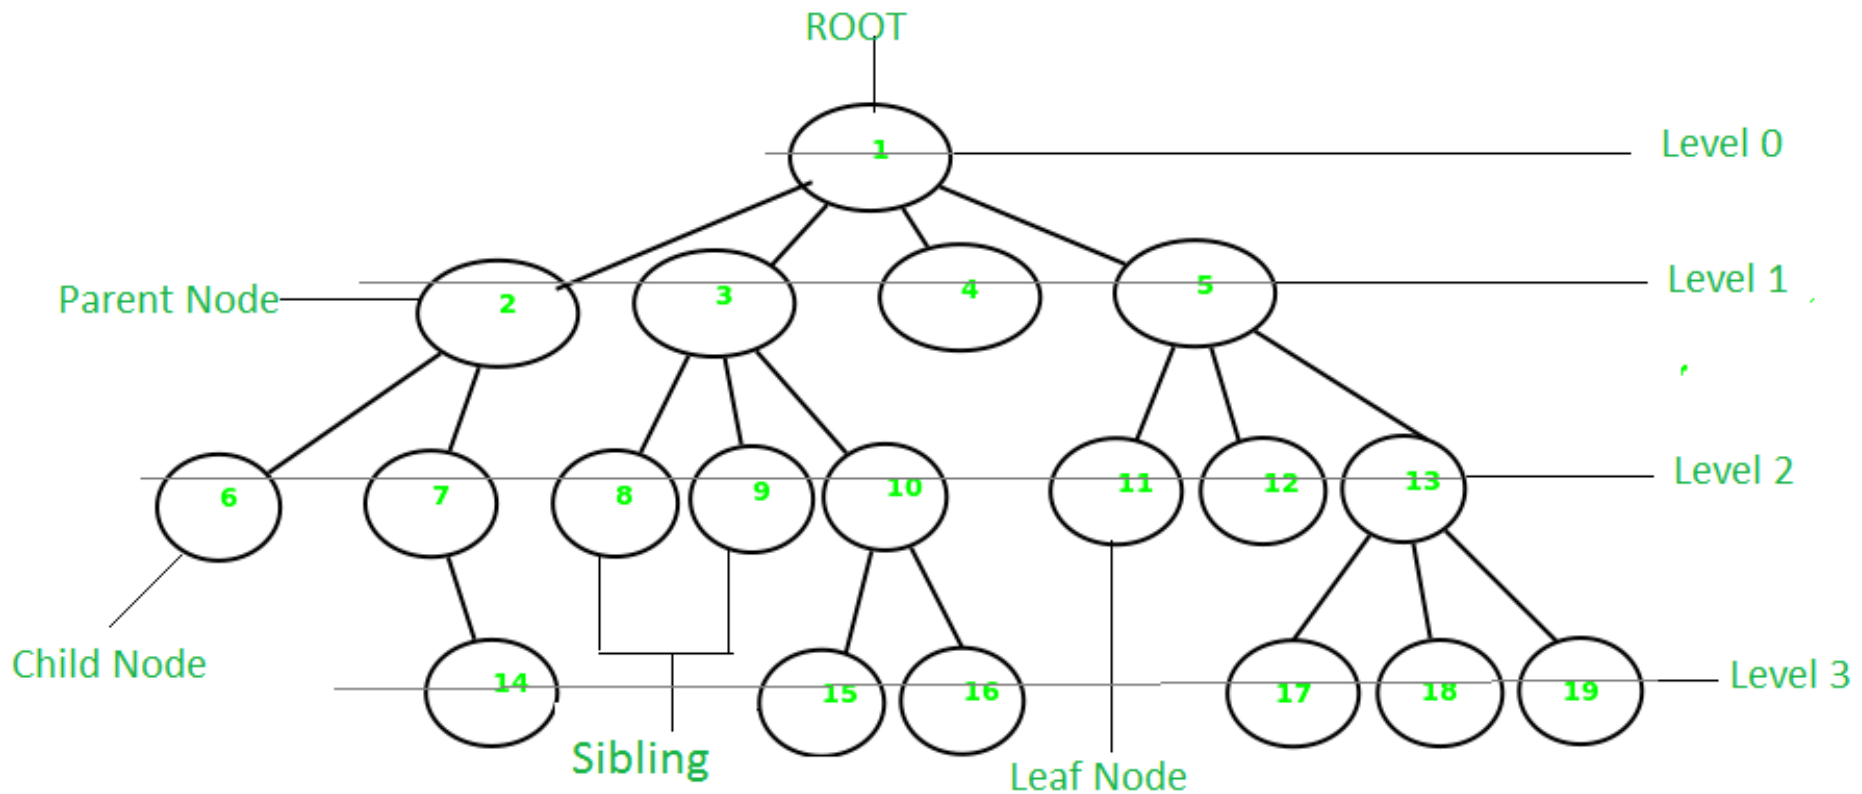 ROOT
1
Level 0
Parent Node
2
3
4
5
Level 1
6
7
8
9
10
11
12
13
Level 2
Child Node
14
15
16
17
18
19
Level 3
Sibling
Leaf Node